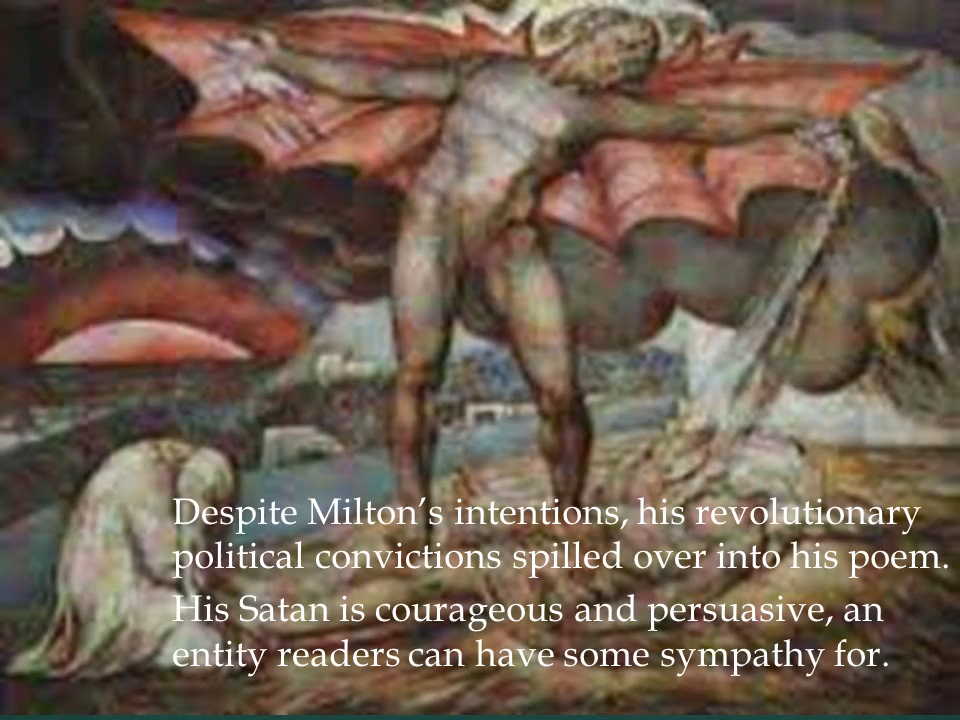 Despite Milton’s intentions, his revolutionary
political convictions spilled over into his poem.
His Satan is courageous and persuasive, an
entity readers can have some sympathy for.